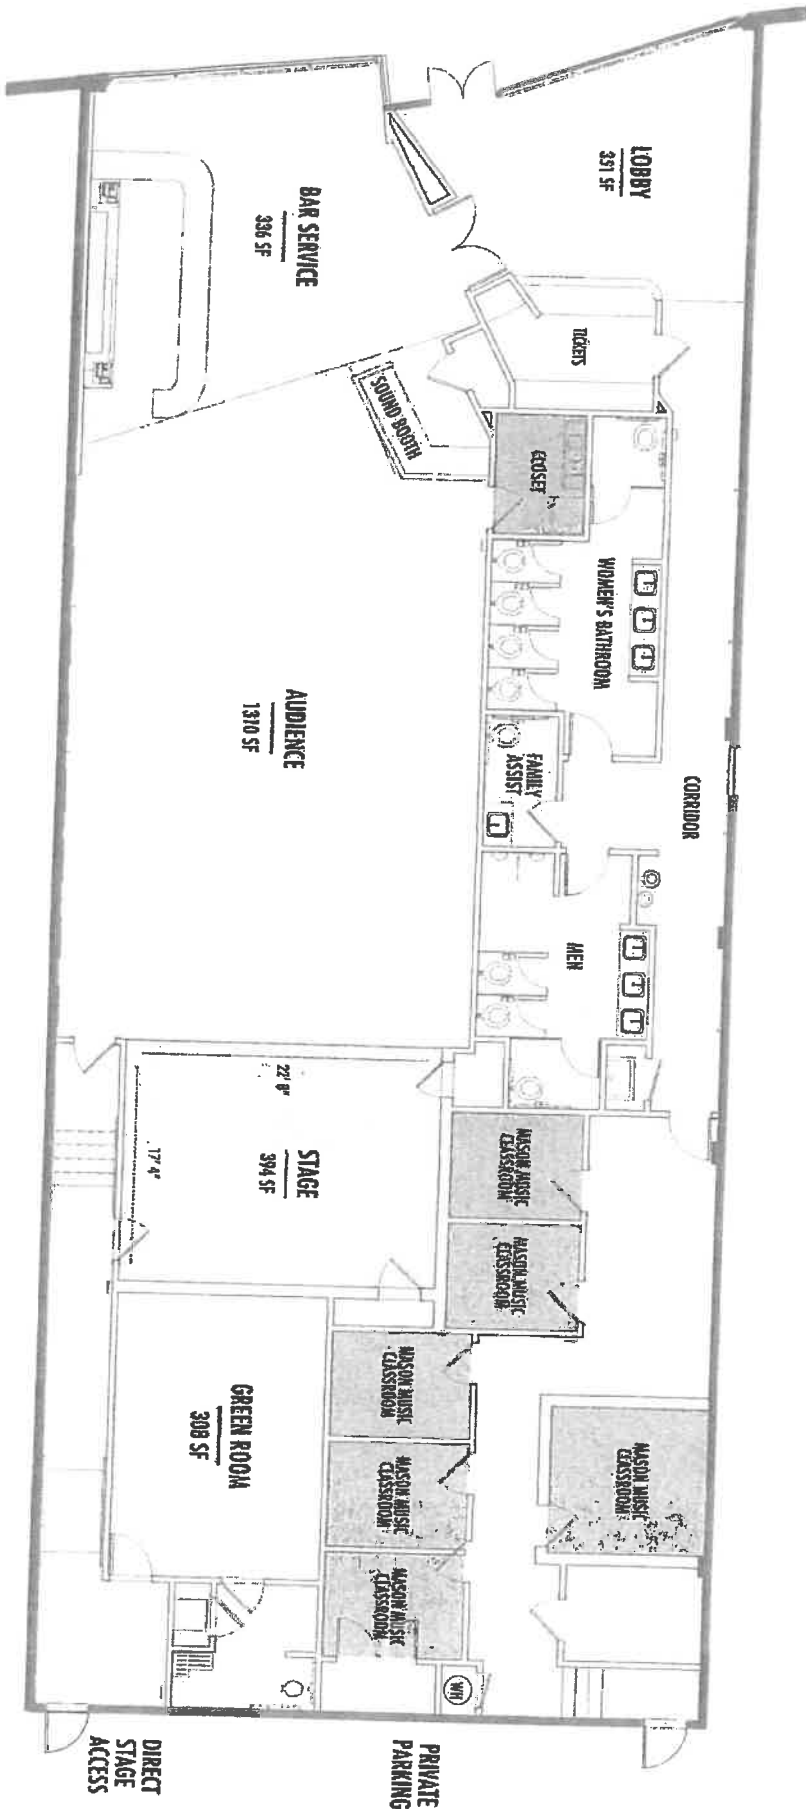 LOBBY
351 SF
BAR SERVICE
336 SF
TICKETS
SOUND BOOTH
CLOSET
WOMEN'S BATHROOM
AUDIENCE
1310 SF
FAMILY
ASSIST
CORRIDOR
MEN
22' 8"
17' 4"
STAGE
394 SF
MASON MUSIC
CLASSROOM
MASON MUSIC
CLASSROOM
MASON MUSIC
CLASSROOM
MASON MUSIC
CLASSROOM
MASON MUSIC
CLASSROOM
MASON MUSIC
CLASSROOM
GREEN ROOM
308 SF
WH
DIRECT
STAGE
ACCESS
PRIVATE
PARKING